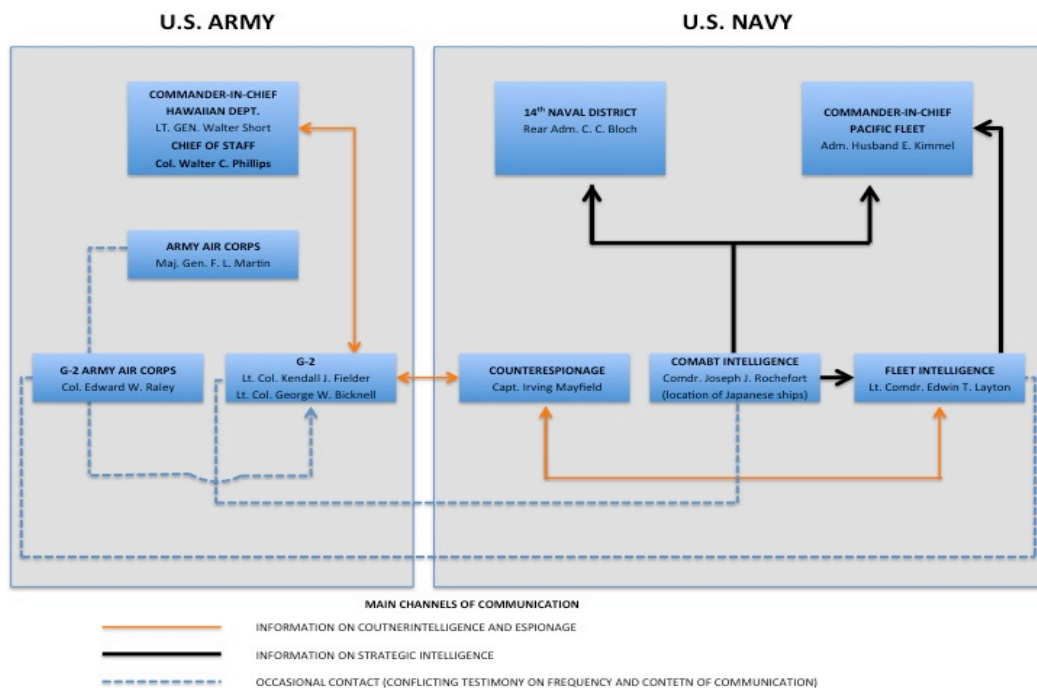 U.S. ARMY
U.S. NAVY
COMMANDER-IN-CHIEF
HAWAIIAN DEPT.
LT. GEN. Walter Short
CHIEF OF STAFF
Col. Walter C. Phillips
14th NAVAL DISTRICT
Rear Adm. C. C. Bloch
COMMANDER-IN-CHIEF
PACIFIC FLEET
Adm. Husband E. Kimmel
ARMY AIR CORPS
Maj. Gen. F. L. Martin
G-2 ARMY AIR CORPS
Col. Edward W. Raley
G-2
Lt. Col. Kendall J. Fielder
Lt. Col. George W. Bicknell
COUNTERESPIONAGE
Capt. Irving Mayfield
COMABT INTELLIGENCE
Comdr. Joseph J. Rochefort
(location of Japanese ships)
FLEET INTELLIGENCE
Lt. Comdr. Edwin T. Layton
MAIN CHANNELS OF COMMUNICATION
INFORMATION ON COUTNERINTELLIGENCE AND ESPIONAGE
INFORMATION ON STRATEGIC INTELLIGENCE
OCCASIONAL CONTACT (CONFLICTING TESTIMONY ON FREQUENCY AND CONTETN OF COMMUNICATION)